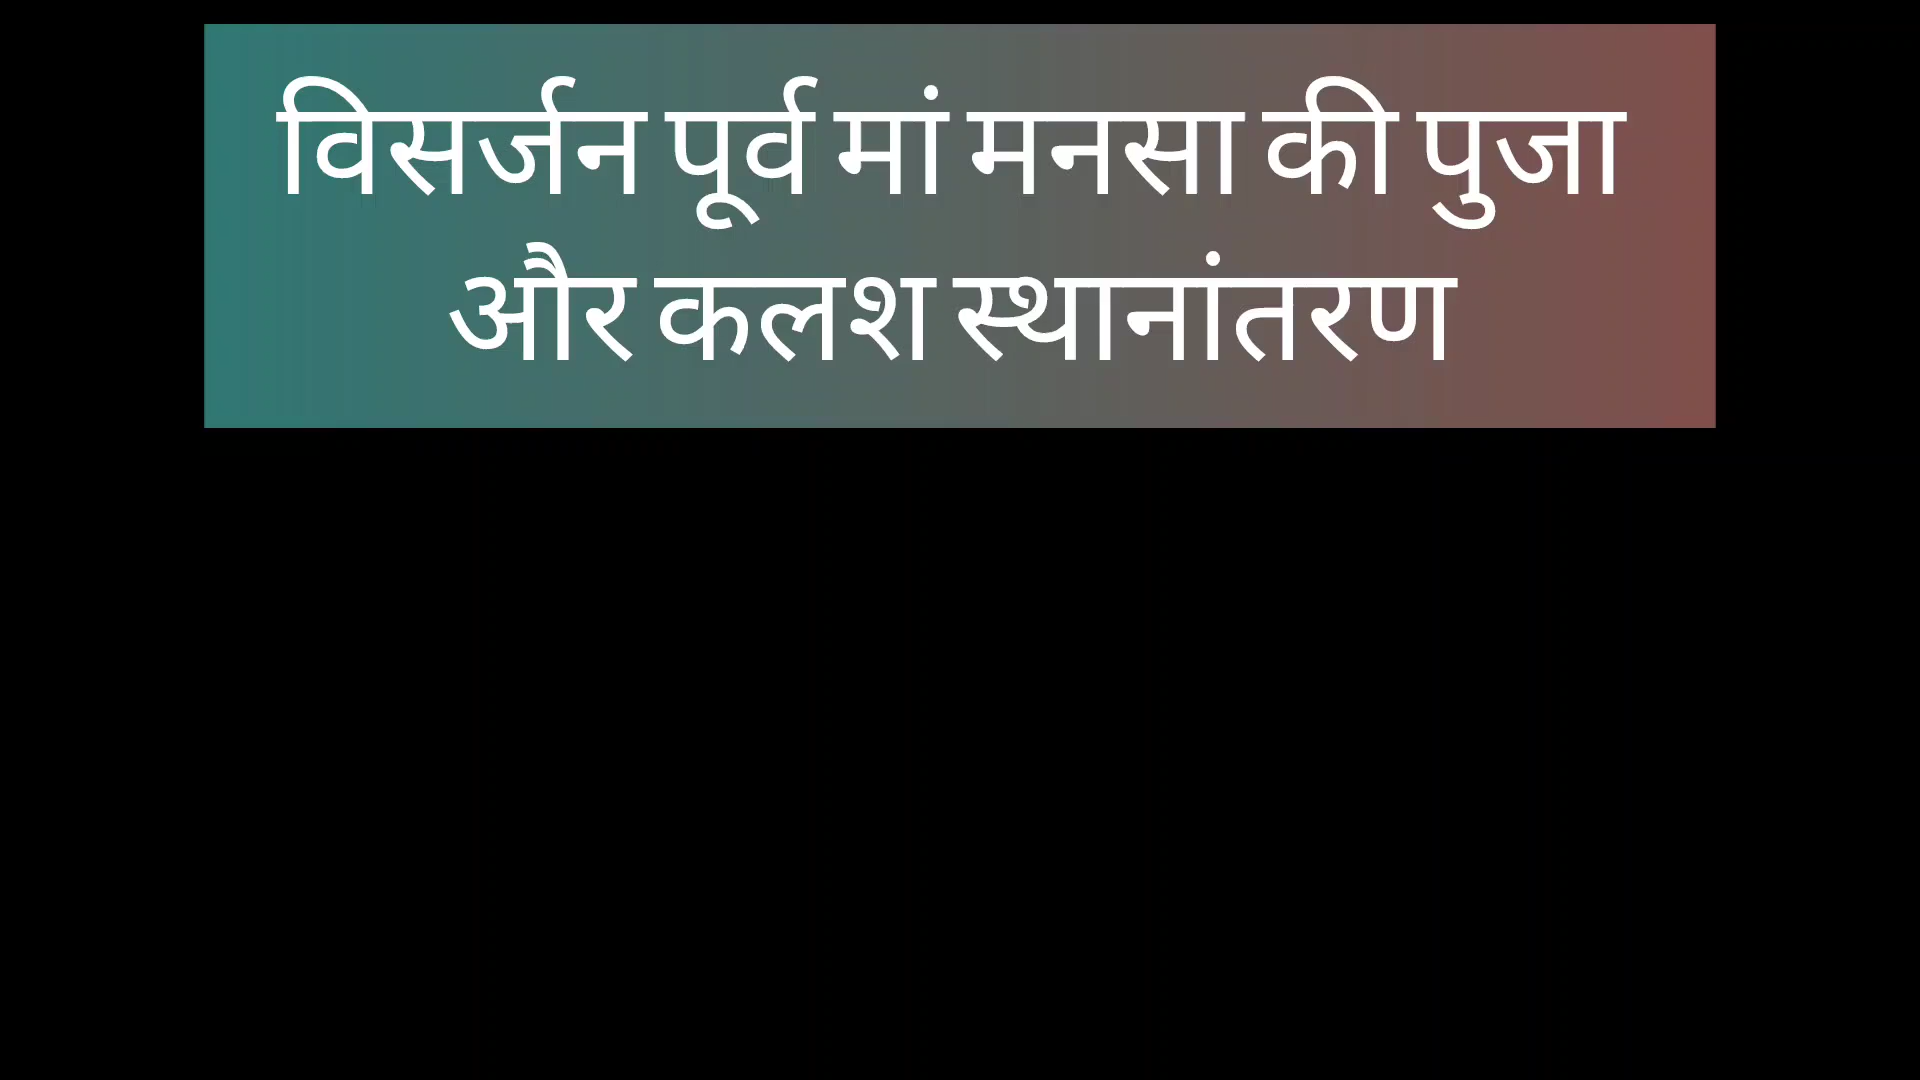 विसर्जन पूर्व मां मनसा की पुजा
और कलश स्थानांतरण